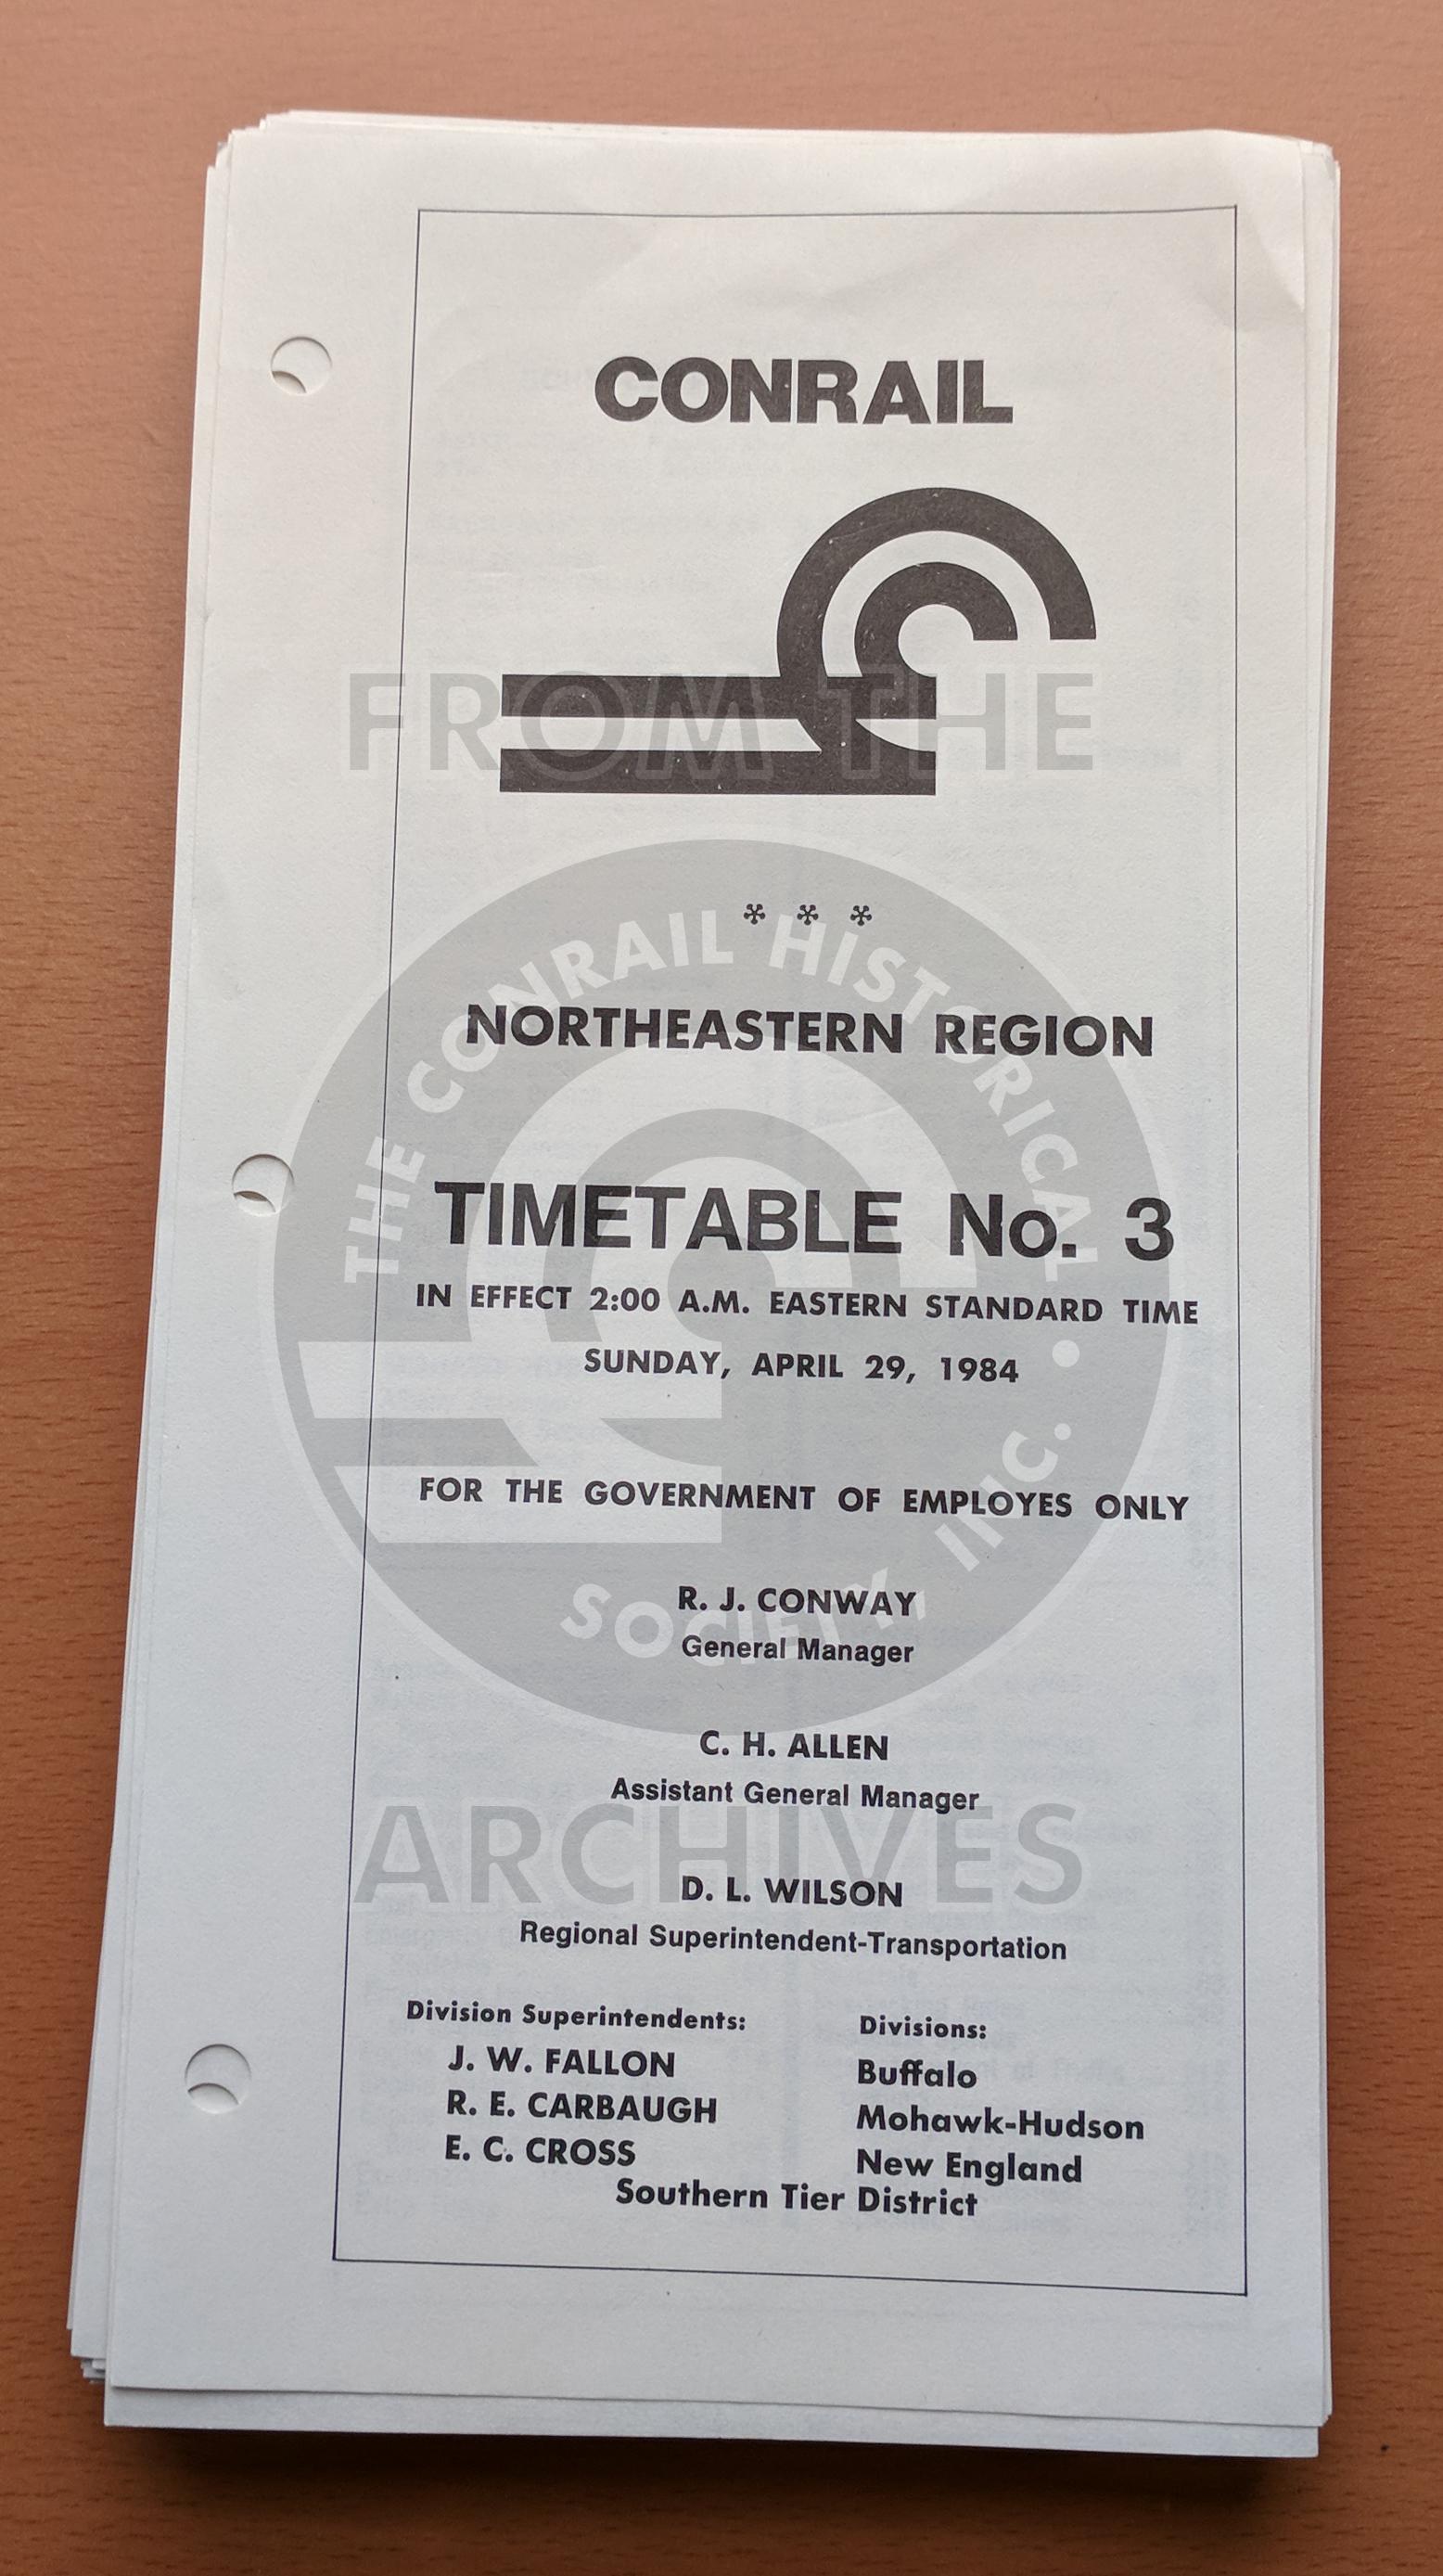 CONRAIL
FROM THE
* * *
THE CONRAIL HISTORICAL SOCIETY, INC. •
NORTHEASTERN REGION
TIMETABLE No. 3
IN EFFECT 2:00 A.M. EASTERN STANDARD TIME
SUNDAY, APRIL 29, 1984
FOR THE GOVERNMENT OF EMPLOYES ONLY
R. J. CONWAY
General Manager
C. H. ALLEN
Assistant General Manager
ARCHIVES
D. L. WILSON
Regional Superintendent-Transportation
Division Superintendents: Divisions:
J. W. FALLON Buffalo
R. E. CARBAUGH Mohawk-Hudson
E. C. CROSS New England
Southern Tier District